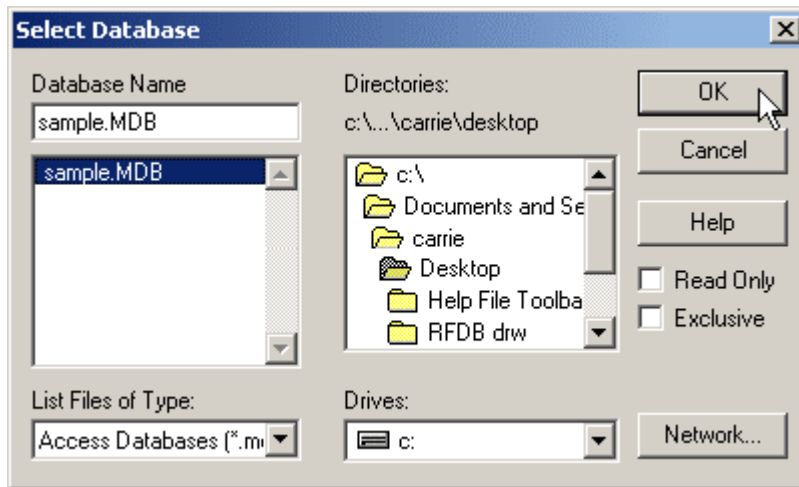 Select Database
Database Name
sample.MDB
sample.MDB
Directories:
c:\...\carrie\desktop
c:\
Documents and Se
carrie
Desktop
Help File Toolba
RFDB drw
OK
Cancel
Help
Read Only
Exclusive
List Files of Type:
Access Databases (*.m
Drives:
c:
Network...